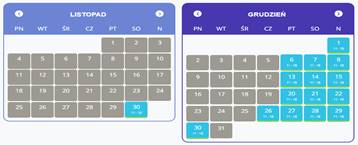 LISTOPAD
PN WT ŚR CZW PT SO N
1 2 3
4 5 6 7 8 9 10
11 12 13 14 15 16 17
18 19 20 21 22 23 24
25 26 27 28 29 30
GRUDZIEŃ
PN WT ŚR CZW PT SO N
1
2 3 4 5 6 7 8
9 10 11 12 13 14 15
16 17 18 19 20 21 22
23 24 25 26 27 28 29
30 31